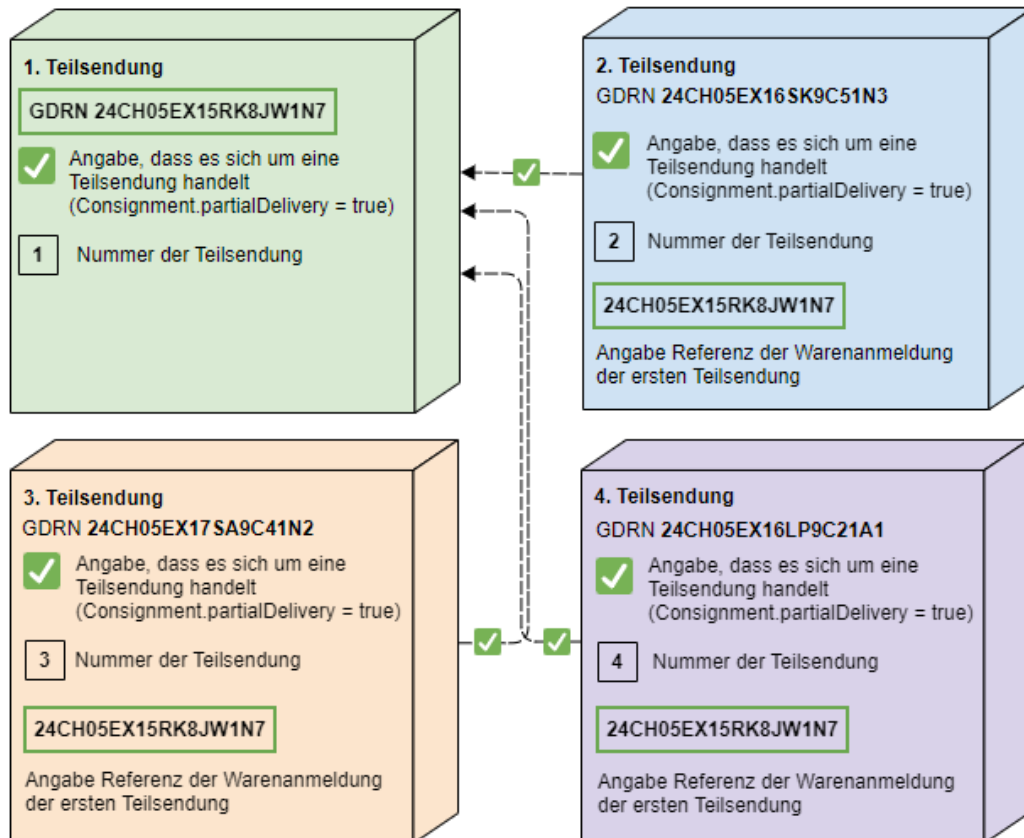 1. Teilsendung
GDRN 24CH05EX15RK8JW1N7
Angabe, dass es sich um eine
Teilsendung handelt
(Consignment.partialDelivery = true)
1 Nummer der Teilsendung
2. Teilsendung
GDRN 24CH05EX16SK9C51N3
Angabe, dass es sich um eine
Teilsendung handelt
(Consignment.partialDelivery = true)
2 Nummer der Teilsendung
24CH05EX15RK8JW1N7
Angabe Referenz der Warenanmeldung
der ersten Teilsendung
3. Teilsendung
GDRN 24CH05EX17SA9C41N2
Angabe, dass es sich um eine
Teilsendung handelt
(Consignment.partialDelivery = true)
3 Nummer der Teilsendung
24CH05EX15RK8JW1N7
Angabe Referenz der Warenanmeldung
der ersten Teilsendung
4. Teilsendung
GDRN 24CH05EX16LP9C21A1
Angabe, dass es sich um eine
Teilsendung handelt
(Consignment.partialDelivery = true)
4 Nummer der Teilsendung
24CH05EX15RK8JW1N7
Angabe Referenz der Warenanmeldung
der ersten Teilsendung